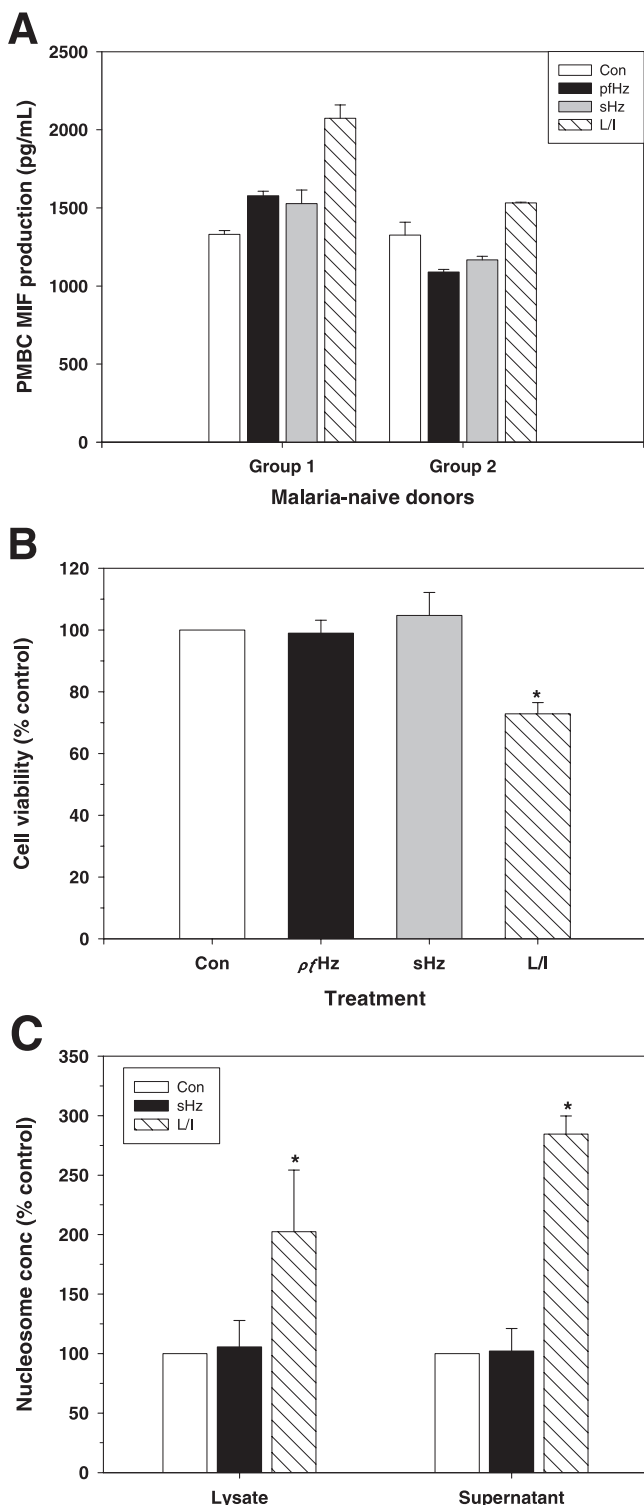 A
PMBC MIF production (pg/mL)
2500
2000
1500
1000
500
0
Con
pfHz
sHz
L/I
Group 1
Group 2
Malaria-naive donors
B
Cell viability (% control)
120
100
80
60
40
20
0
*
Con
pfHz
sHz
L/I
Treatment
C
Nucleosome conc (% control)
350
300
250
200
150
100
50
0
Con
sHz
L/I
*
*
Lysate
Supernatant